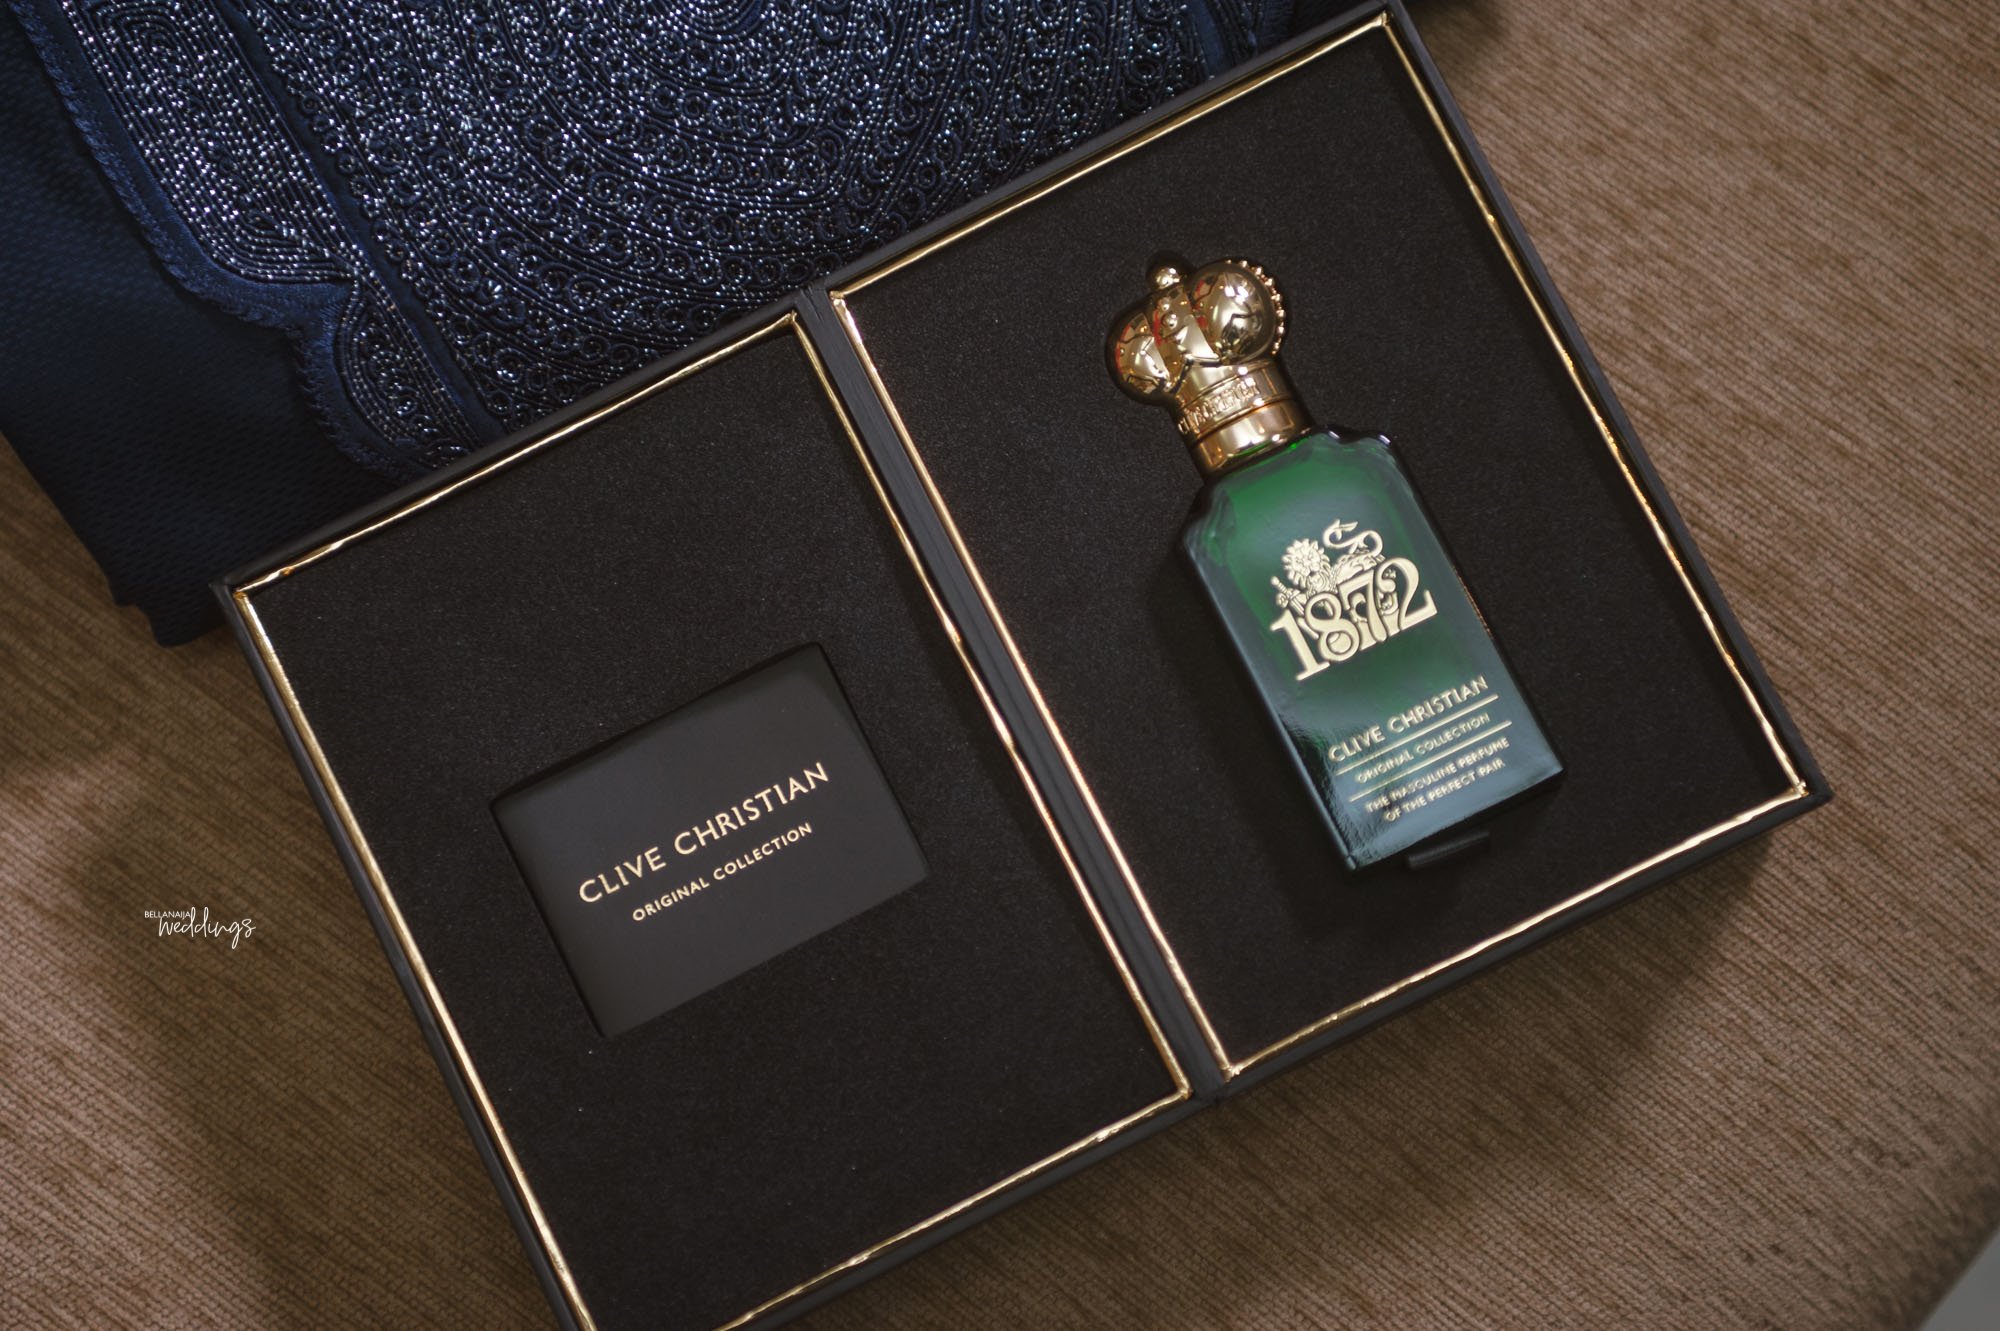 CLIVE CHRISTIAN
ORIGINAL COLLECTION
1872
CLIVE CHRISTIAN
ORIGINAL COLLECTION
THE MASCULINE PERFUME
OF THE PERFECT PAIR
BELLANAIJA
weddings